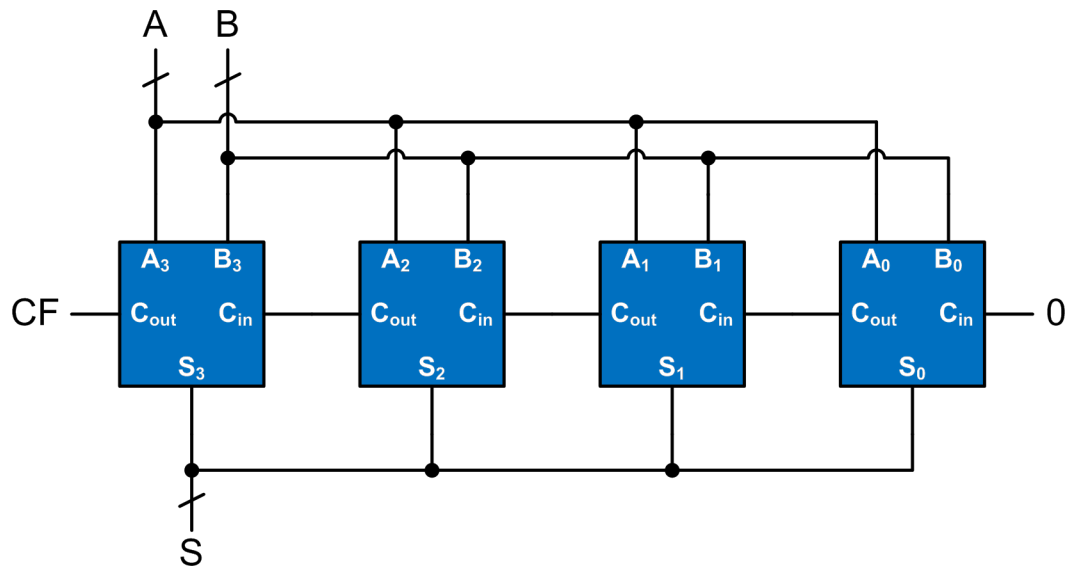 A B
A₃ B₃ A₂ B₂ A₁ B₁ A₀ B₀
CF Cout Cin Cout Cin Cout Cin Cout Cin 0
S₃ S₂ S₁ S₀
S